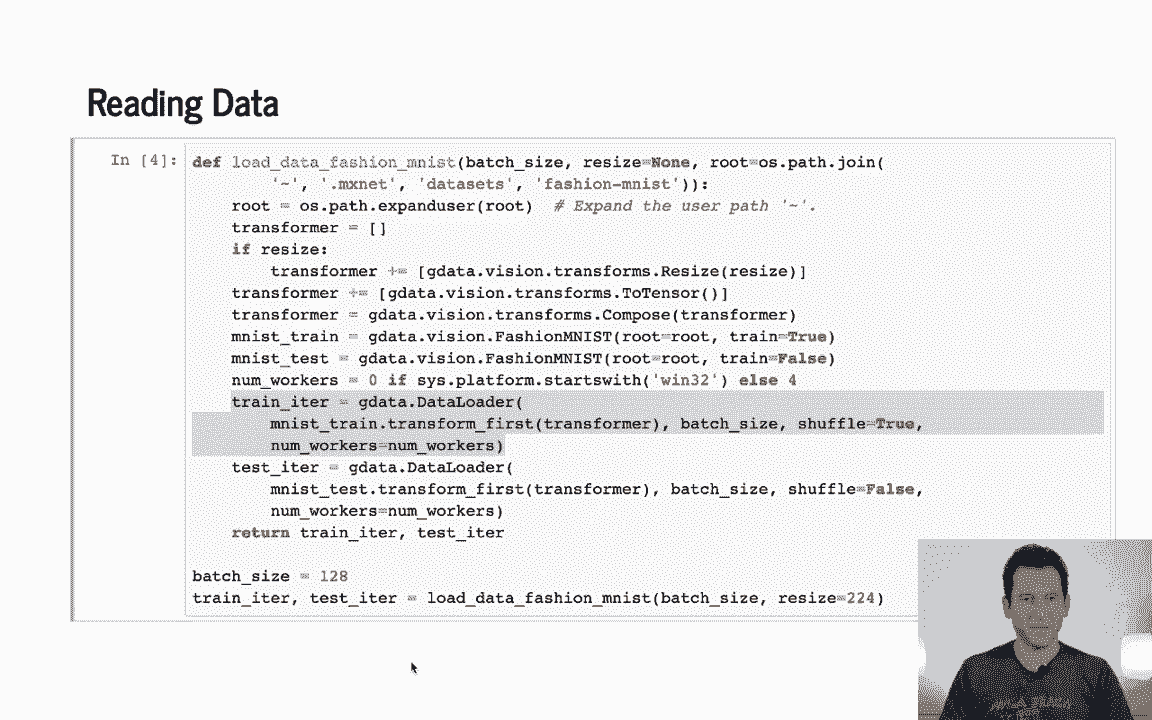 Reading Data
In [4]:
def load_data_fashion_mnist(batch_size, resize=None, root=os.path.join(
'~', '.mxnet', 'datasets', 'fashion-mnist')):
root = os.path.expanduser(root)  # Expand the user path '~'.
transformer = []
if resize:
transformer += [gdata.vision.transforms.Resize(resize)]
transformer += [gdata.vision.transforms.ToTensor()]
transformer = gdata.vision.transforms.Compose(transformer)
mnist_train = gdata.vision.FashionMNIST(root=root, train=True)
mnist_test = gdata.vision.FashionMNIST(root=root, train=False)
num_workers = 0 if sys.platform.startswith('win32') else 4
train_iter = gdata.DataLoader(
mnist_train.transform_first(transformer), batch_size, shuffle=True,
num_workers=num_workers)
test_iter = gdata.DataLoader(
mnist_test.transform_first(transformer), batch_size, shuffle=False,
num_workers=num_workers)
return train_iter, test_iter
batch_size = 128
train_iter, test_iter = load_data_fashion_mnist(batch_size, resize=224)